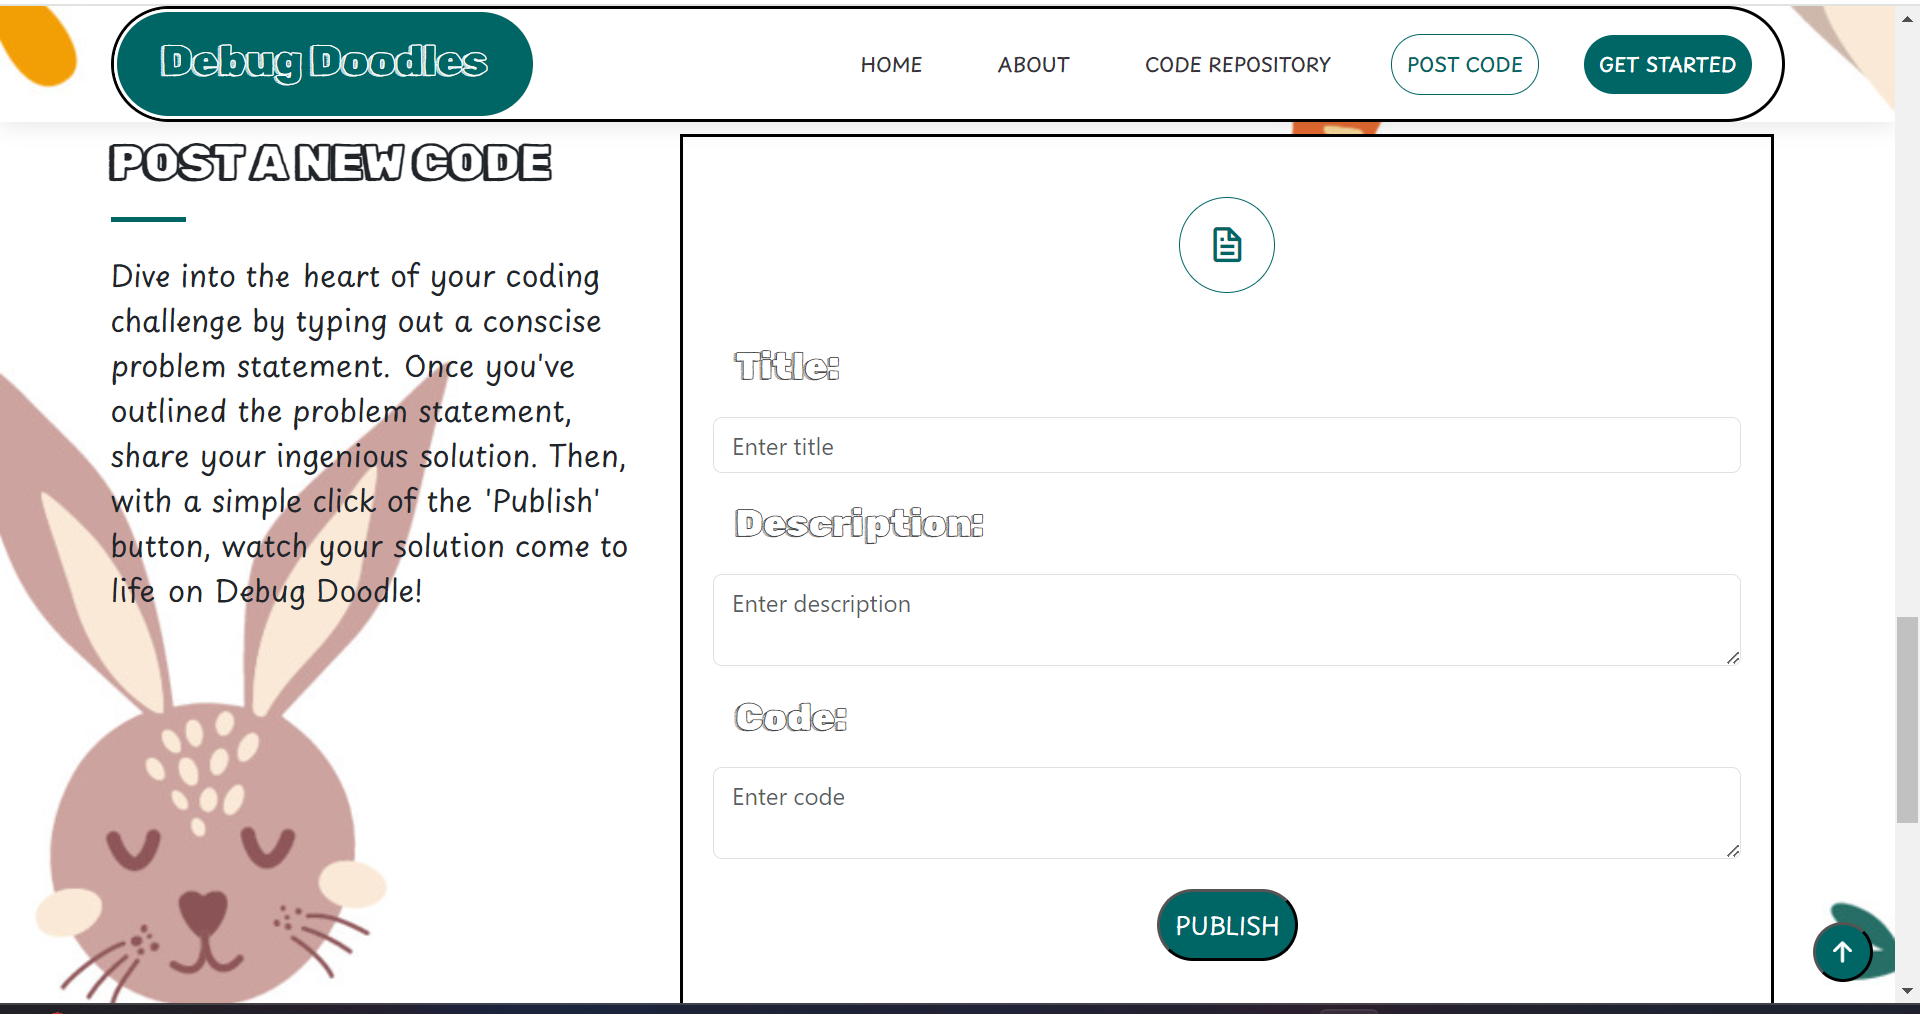 Debug Doodles
HOME
ABOUT
CODE REPOSITORY
POST CODE
GET STARTED
POST A NEW CODE
Dive into the heart of your coding
challenge by typing out a conscise
problem statement. Once you've
outlined the problem statement,
share your ingenious solution. Then,
with a simple click of the 'Publish'
button, watch your solution come to
life on Debug Doodle!
Title:
Enter title
Description:
Enter description
Code:
Enter code
PUBLISH